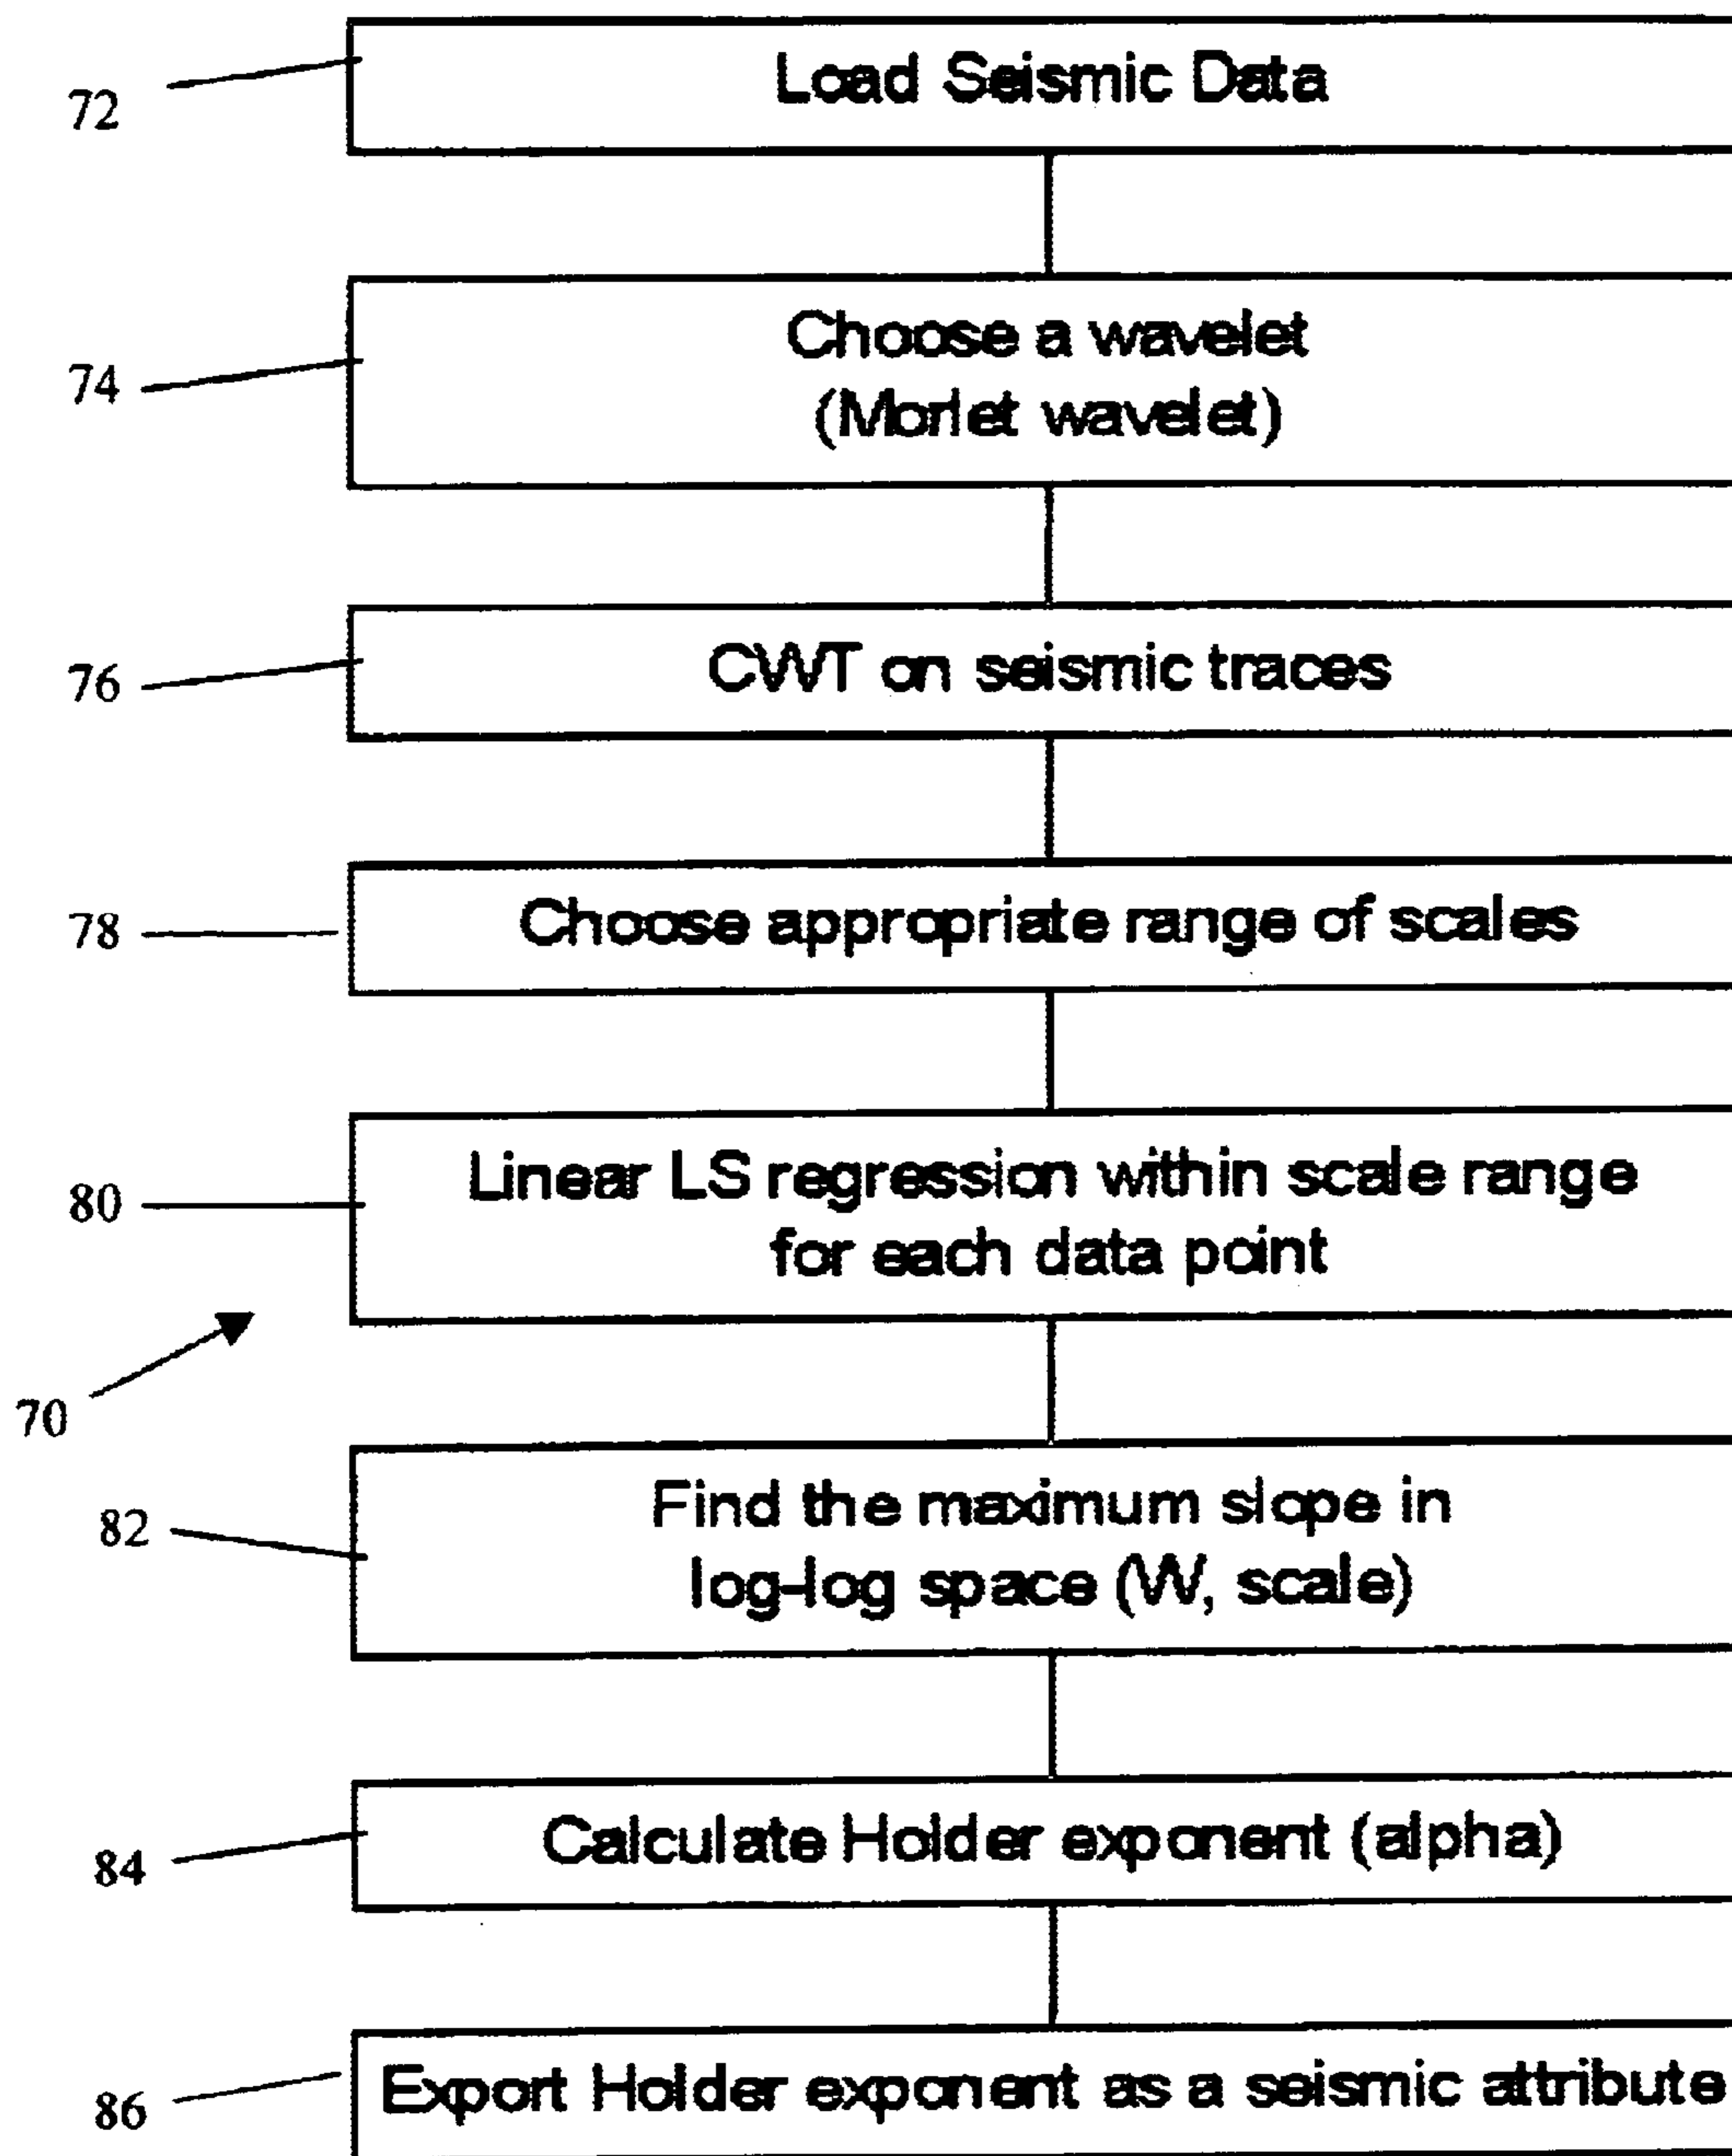 72
Load Seismic Data
74
Choose a wavelet
(Morlet wavelet)
76
CWT on seismic traces
78
Choose appropriate range of scales
80
Linear LS regression within scale range
for each data point
70
82
Find the maximum slope in
log-log space (W, scale)
84
Calculate Holder exponent (alpha)
86
Export Holder exponent as a seismic attribute